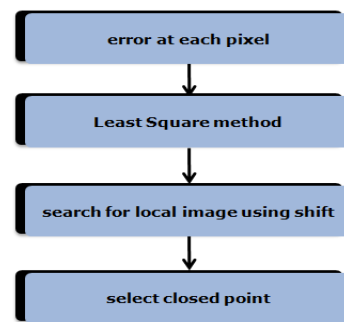 error at each pixel
Least Square method
search for local image using shift
select closed point